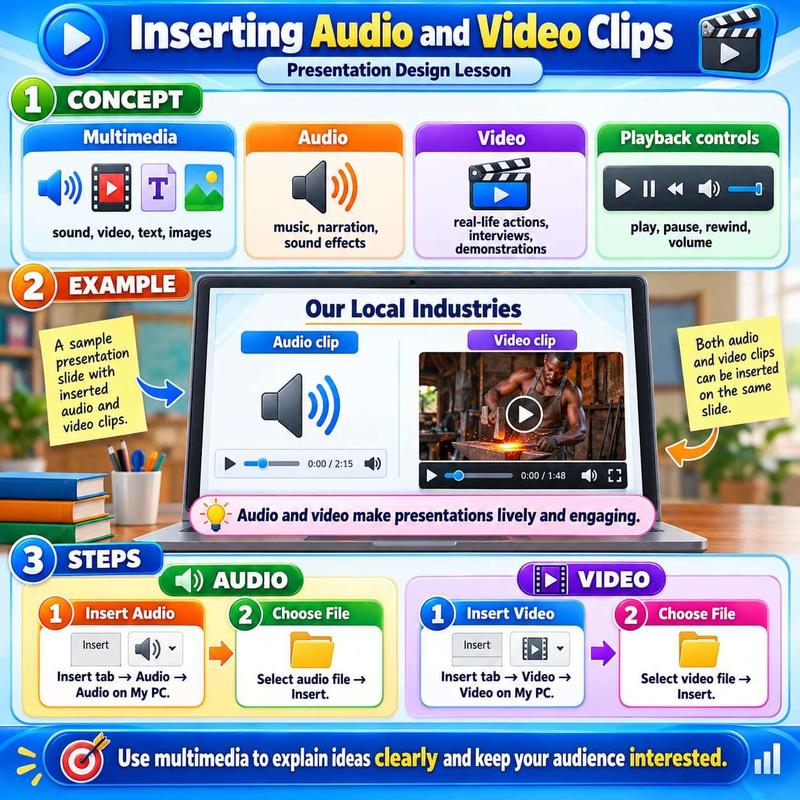 Inserting Audio and Video Clips
Presentation Design Lesson
1 CONCEPT
Multimedia
sound, video, text, images
Audio
music, narration,
sound effects
Video
real-life actions,
interviews,
demonstrations
Playback controls
play, pause, rewind,
volume
T
2 EXAMPLE
A sample
presentation
slide with
inserted
audio and
video clips.
Our Local Industries
Audio clip
0:00 / 2:15
Video clip
0:00 / 1:48
Both audio
and video clips
can be inserted
on the same
slide.
Audio and video make presentations lively and engaging.
3 STEPS
AUDIO
1 Insert Audio
Insert
Insert tab → Audio →
Audio on My PC.
2 Choose File
Select audio file →
Insert.
VIDEO
1 Insert Video
Insert
Insert tab → Video →
Video on My PC.
2 Choose File
Select video file →
Insert.
Use multimedia to explain ideas clearly and keep your audience interested.